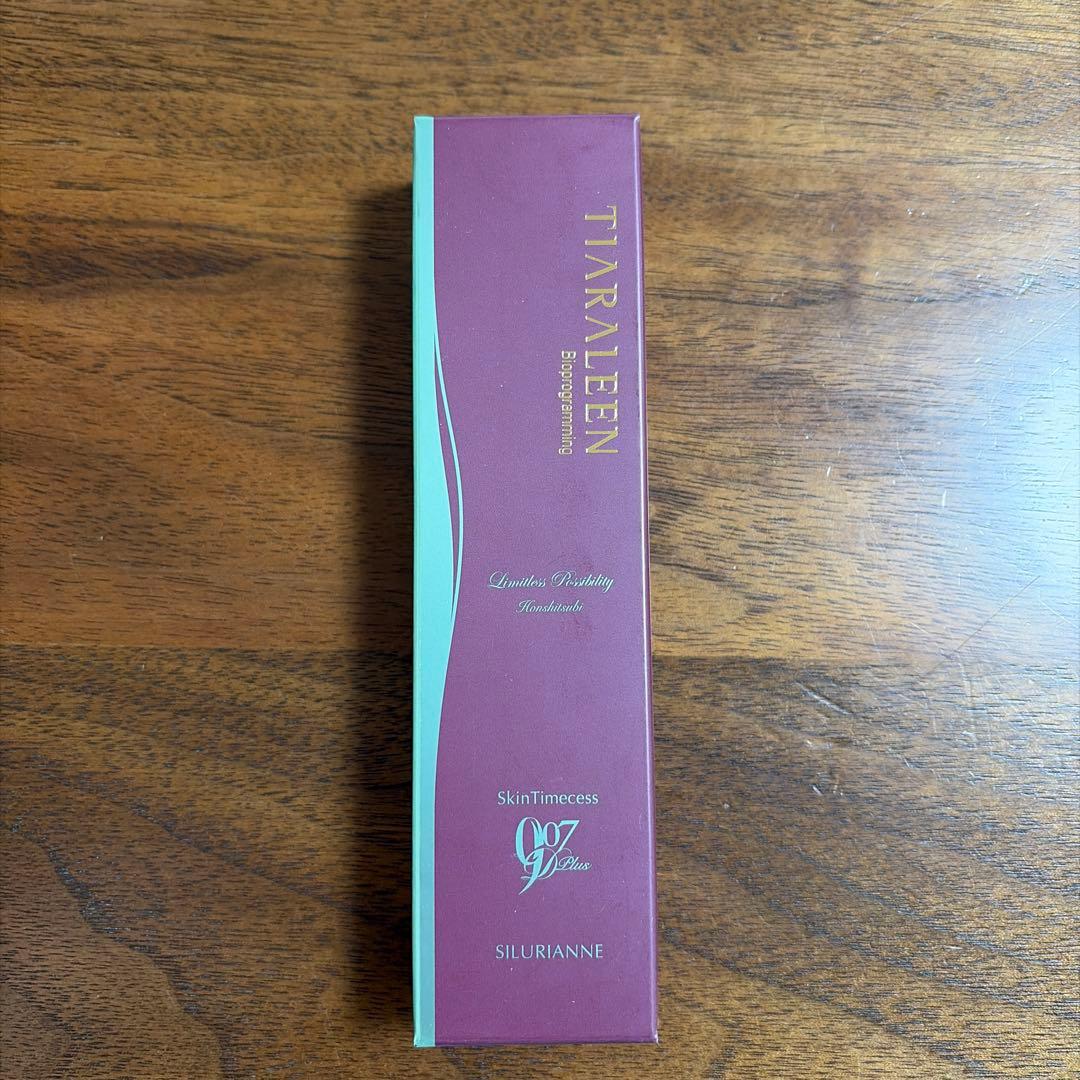 TIARALEEN
Bioprogramming
Limitless Possibility
Honshitsubi
SkinTimecess
007
D Plus
SILURIANNE